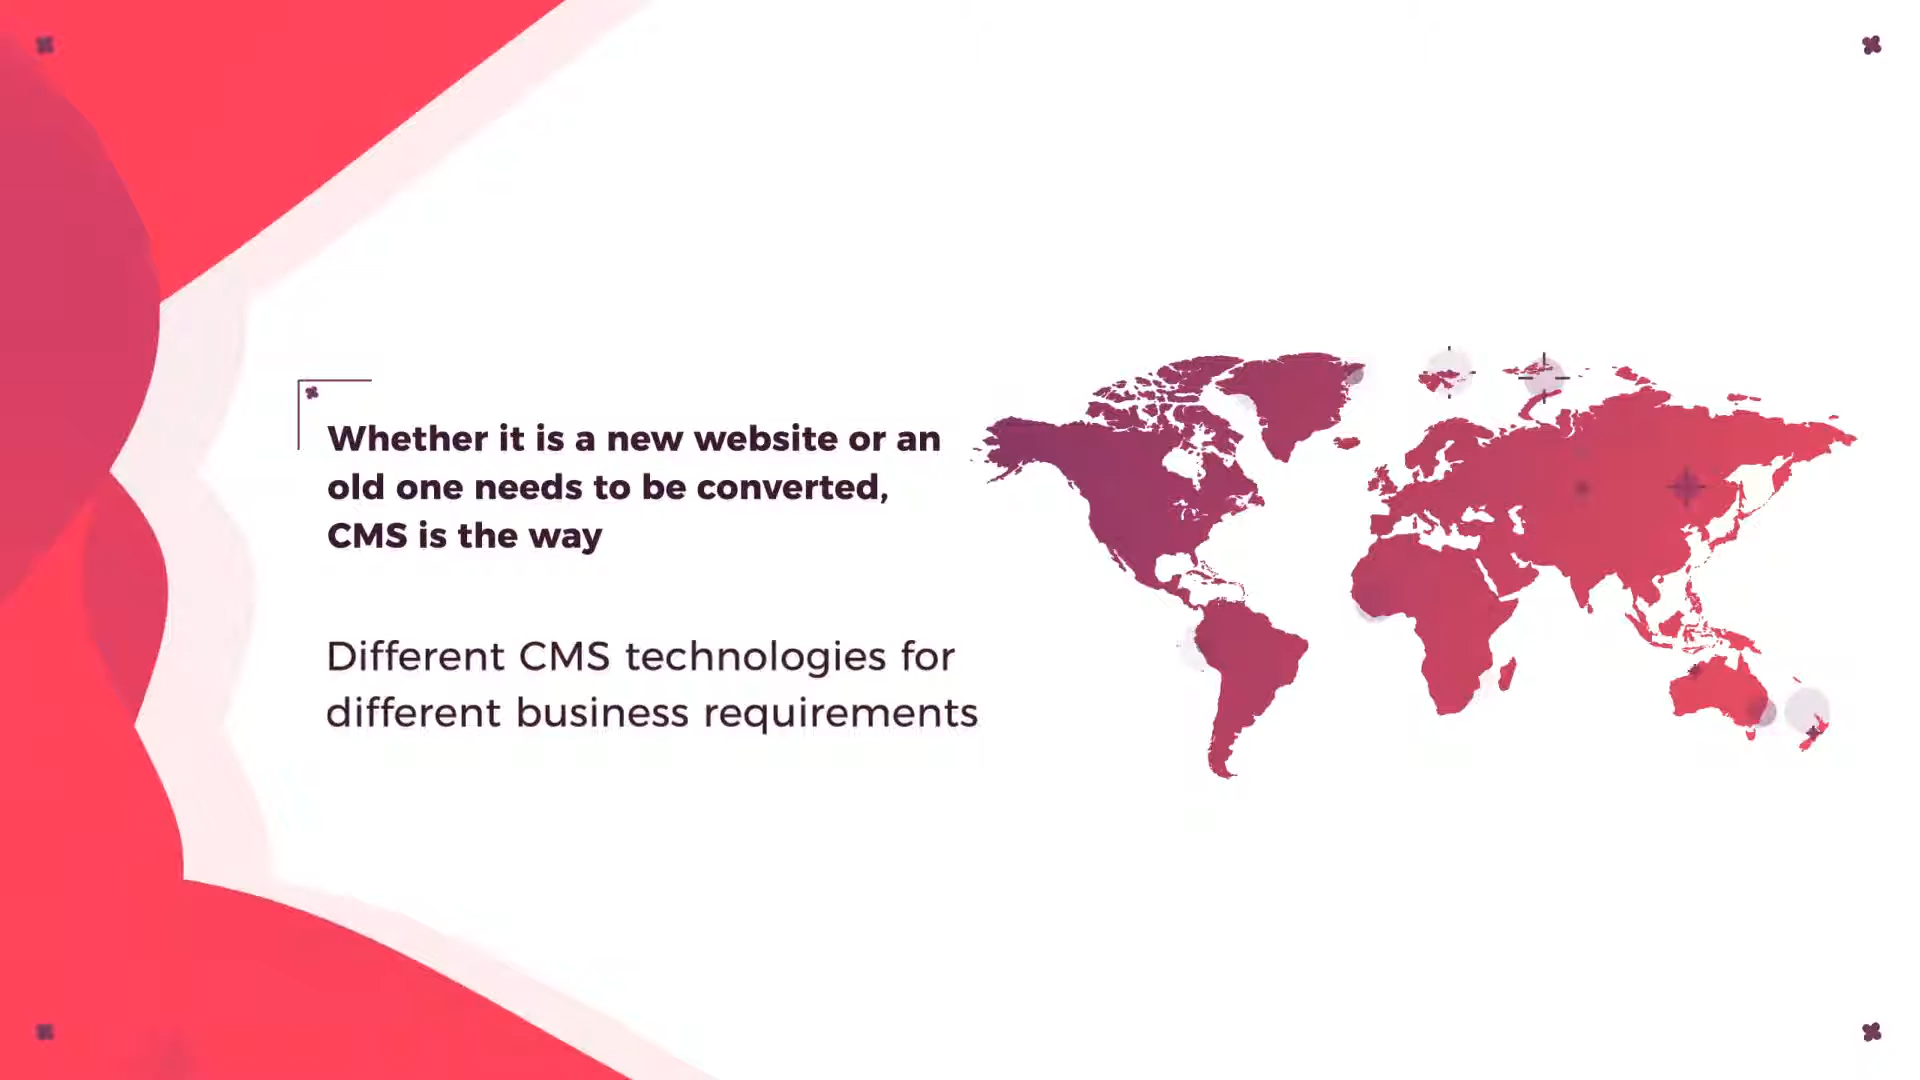 Whether it is a new website or an
old one needs to be converted,
CMS is the way
Different CMS technologies for
different business requirements